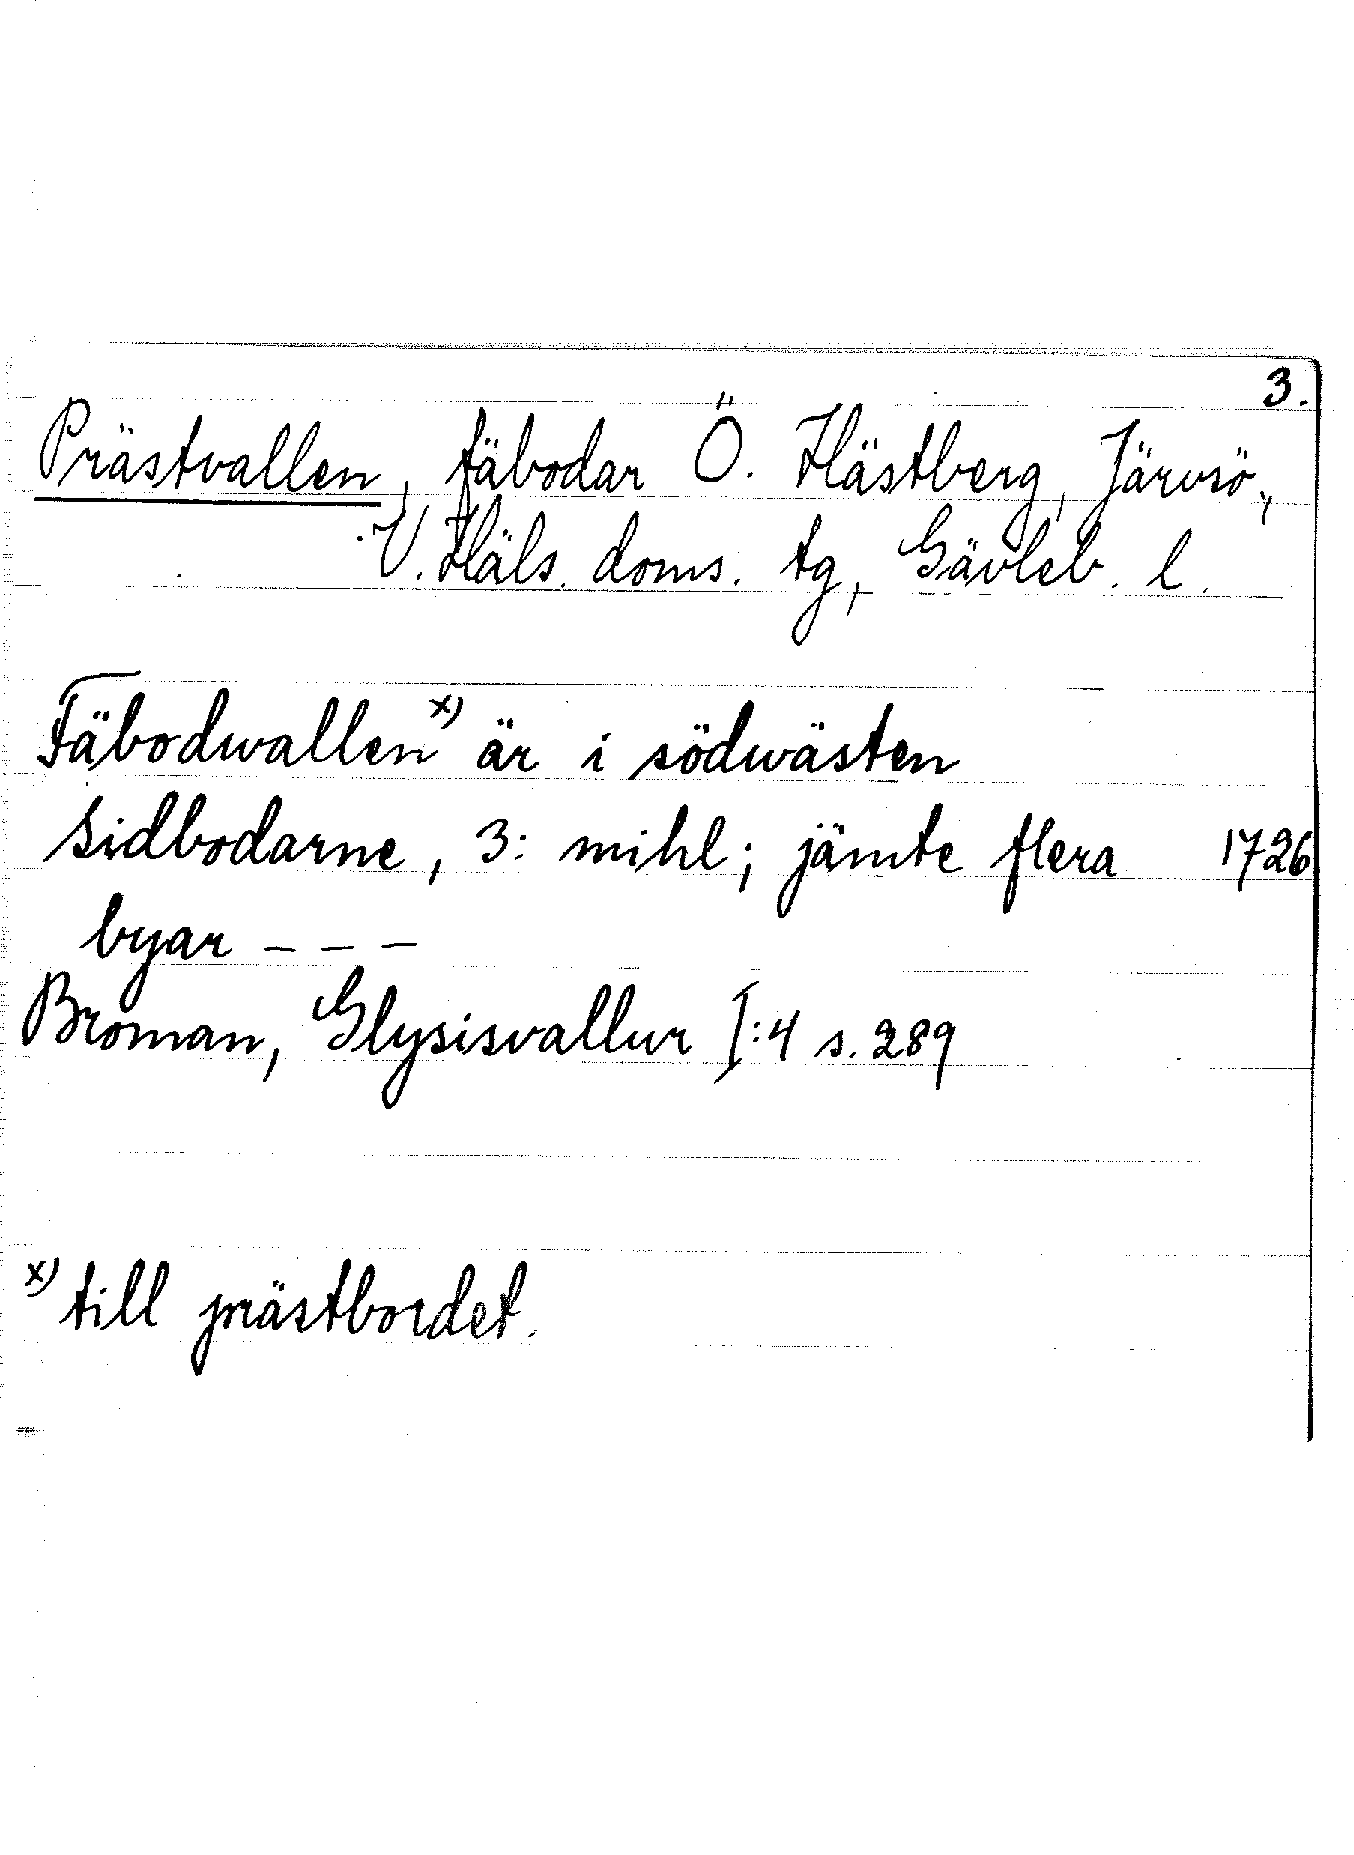 3.
Prästvallen, fäbodar Ö. Hästberg, Järvsö,
V. Häls. doms. tg, Gävleb. l.
Fäbodwallen x) är i södwästen
Sidbodarne, 3: mihl; jämte flera 1726
byar – – –
Broman, Glysisvallur I:4 s. 289
x) till prästbordet.